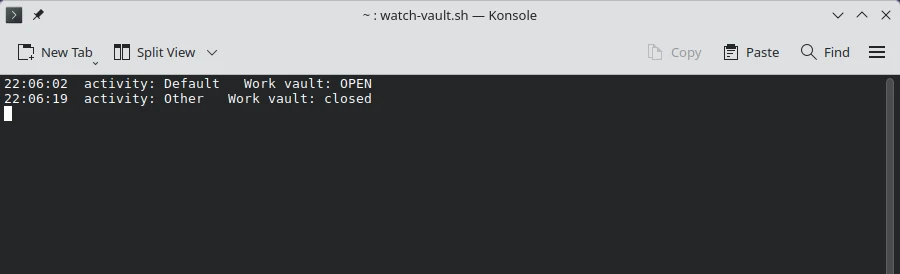 ~ : watch-vault.sh — Konsole
New Tab
Split View
Copy
Paste
Find
22:06:02  activity: Default   Work vault: OPEN
22:06:19  activity: Other   Work vault: closed